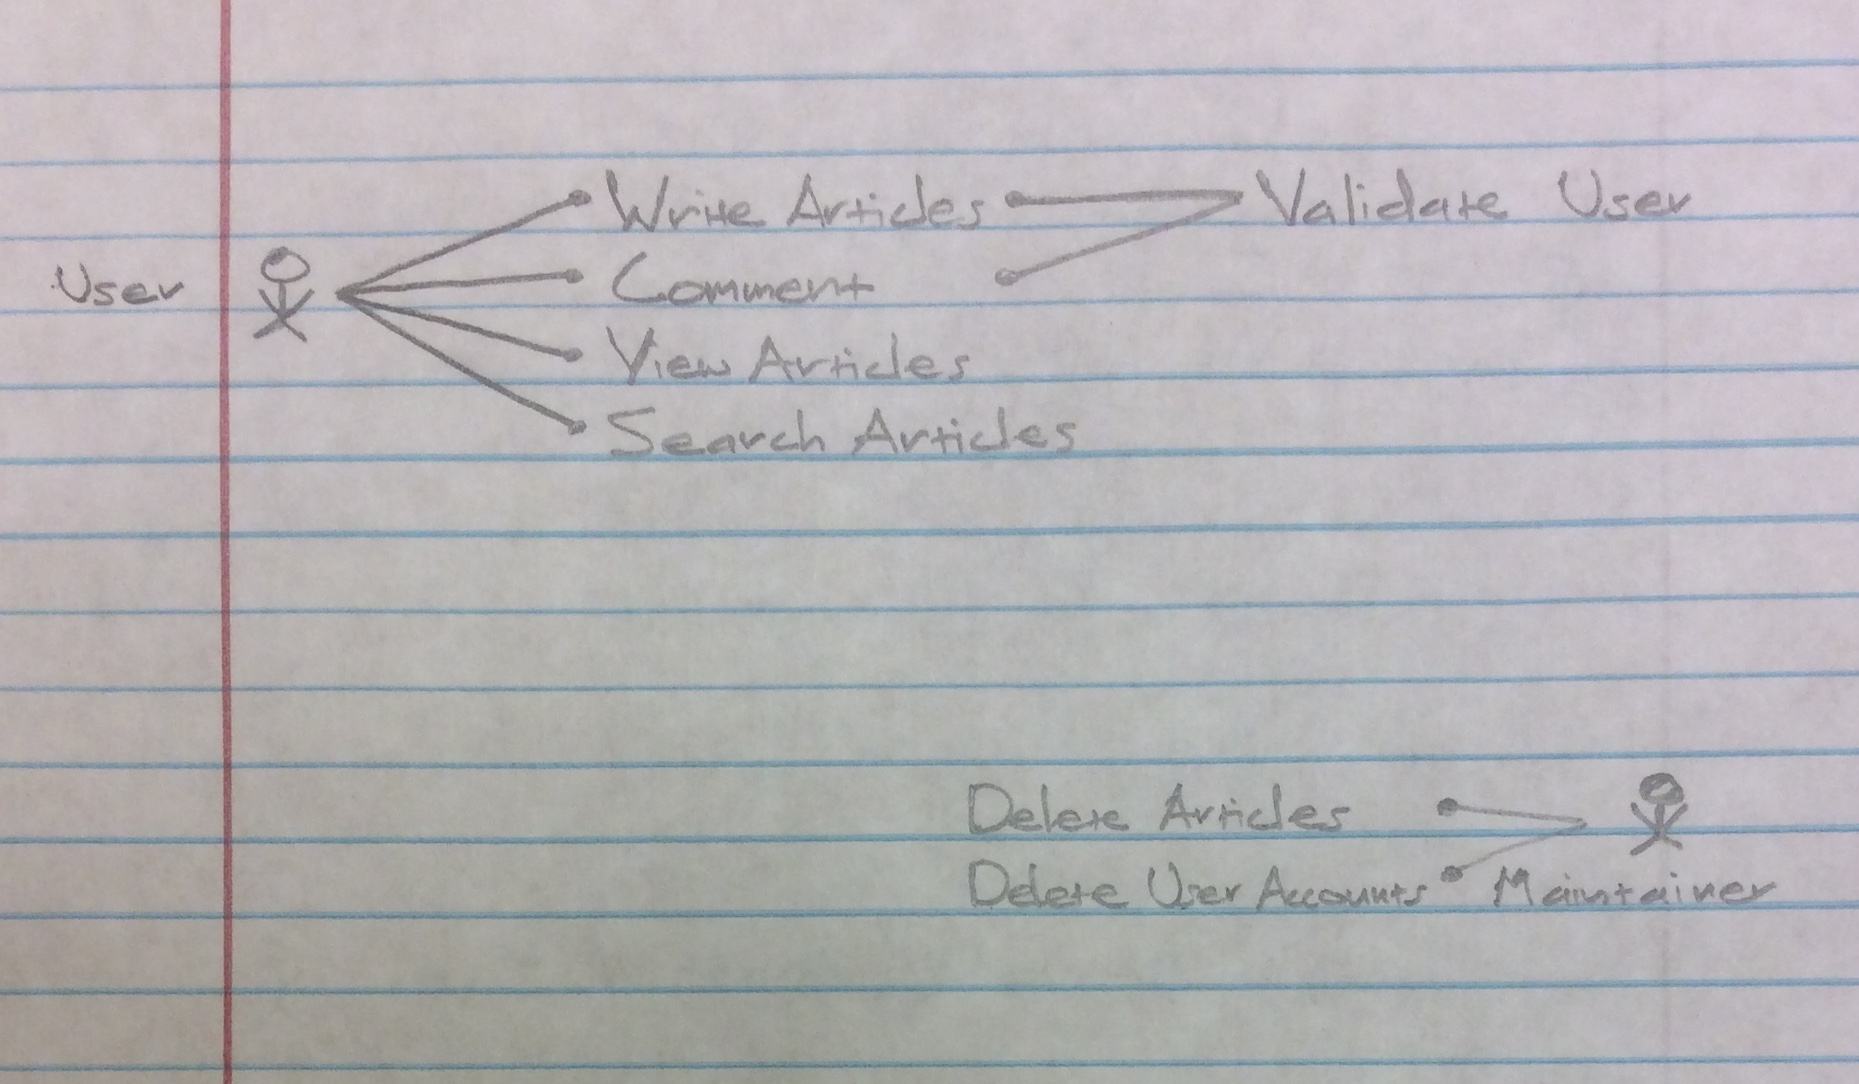 Write Articles Validate User
User Comment
View Articles
Search Articles
Delete Articles
Delete User Accounts Maintainer